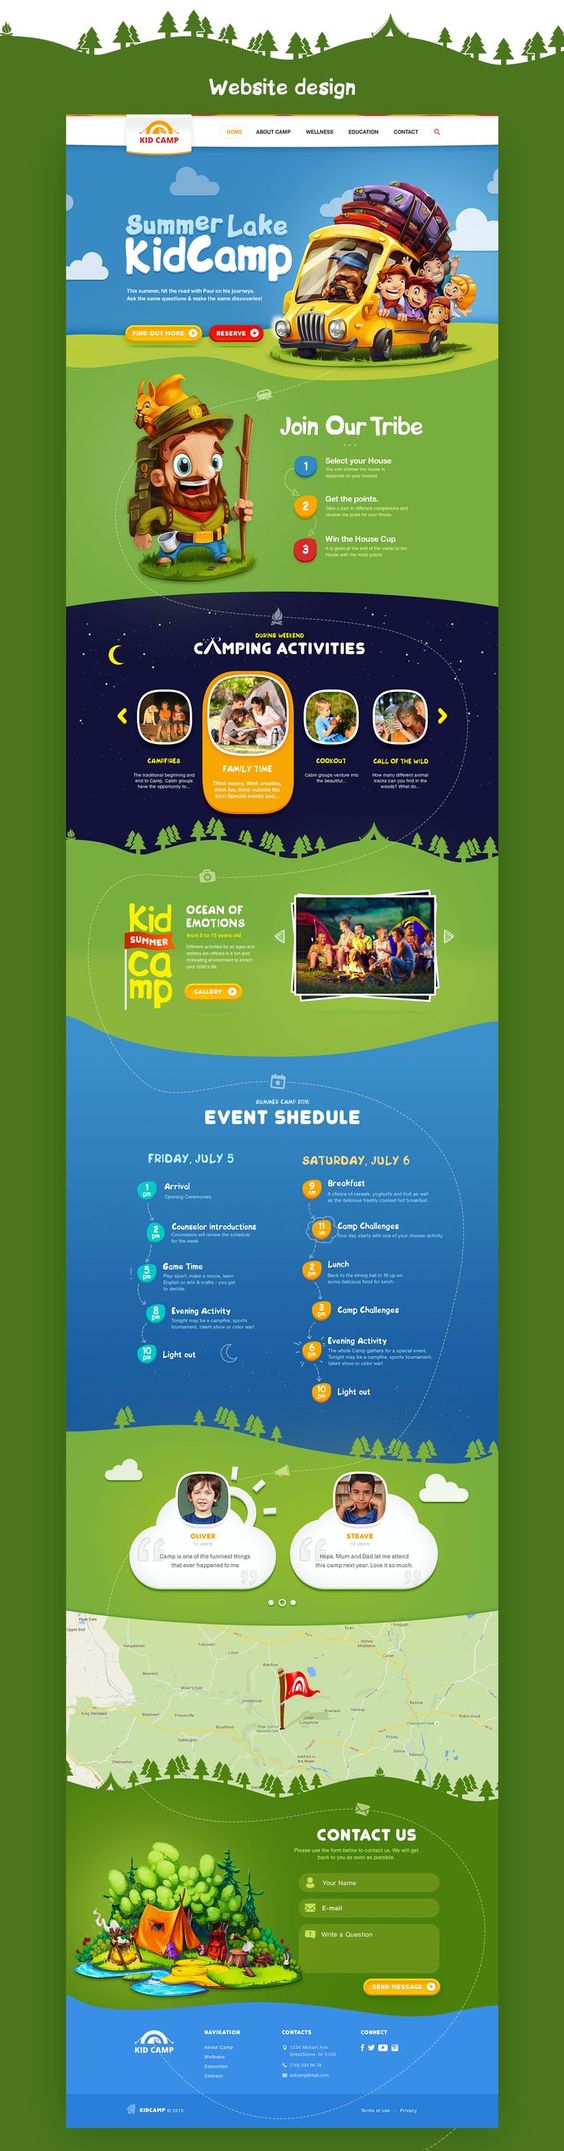 Website design
KID CAMP
HOME ABOUT CAMP WELLNESS EDUCATION CONTACT
Summer Lake
KidCamp
This summer, hit the road with Paul on his journeys.
Ask the same questions & make the same discoveries!
FIND OUT MORE RESERVE
Join Our Tribe
1 Select your House
You can choose the house in
depends on your interest
2 Get the points.
Take a part in different companions and
receive the point for your House
3 Win the House Cup
It is given at the end of the camp to the
House with the most points
DURING WEEKEND
CAMPING ACTIVITIES
CAMPFIRES
The traditional beginning and
end to Camp. Cabin groups
have the opportunity to...
FAMILY TIME
Think messy, think creative,
think fun, think outside the
box! Special events and...
COOKOUT
Cabin groups venture into
the beautiful...
CALL OF THE WILD
How many different animal
tracks can you find in the
woods? What do...
Kid
SUMMER
camp
OCEAN OF
EMOTIONS
from 5 to 15 years old
Different activities for all ages and
abilities are offered in a fun and
motivating environment to enrich
your child's life.
GALLERY
SUMMER CAMP 2016
EVENT SHEDULE
FRIDAY, JULY 5
1 pm Arrival
Opening Ceremonies
2 pm Counselor introductions
Counselors will review the schedule
for the week
5 pm Game Time
Play sport, make a movie, learn
English or arts & crafts - you get
to decide.
8 pm Evening Activity
Tonight may be a campfire, sports
tournament, talent show or color war!
10 pm Light out
SATURDAY, JULY 6
9 am Breakfast
A choice of cereals, yoghurts and fruit as well
as the delicious freshly cooked hot breakfast.
11 am Camp Challenges
Your day starts with one of your chosen activity
2 pm Lunch
Back to the dining hall to fill up on
some delicious food for lunch.
3 pm Camp Challenges
6 pm Evening Activity
The whole Camp gathers for a special event.
Tonight may be a campfire, sports tournament,
talent show or color war!
10 pm Light out
OLIVER
10 years
Camp is one of the funniest things
that ever happened to me
STEAVE
12 years
Hope, Mum and Dad let me attend
this camp next year. Love it so much.
CONTACT US
Please use the form below to contact us. We will get
back to you as soon as possible.
Your Name
E-mail
Write a Question
SEND MESSAGE
KID CAMP
NAVIGATION
About Camp
Wellness
Education
Contact
CONTACTS
1234 Mozart Ave
GreatStone, NI 0150
(745) 234 56 78
kidcamp@mail.com
CONNECT
KIDCAMP © 2015
Terms of use - Privacy